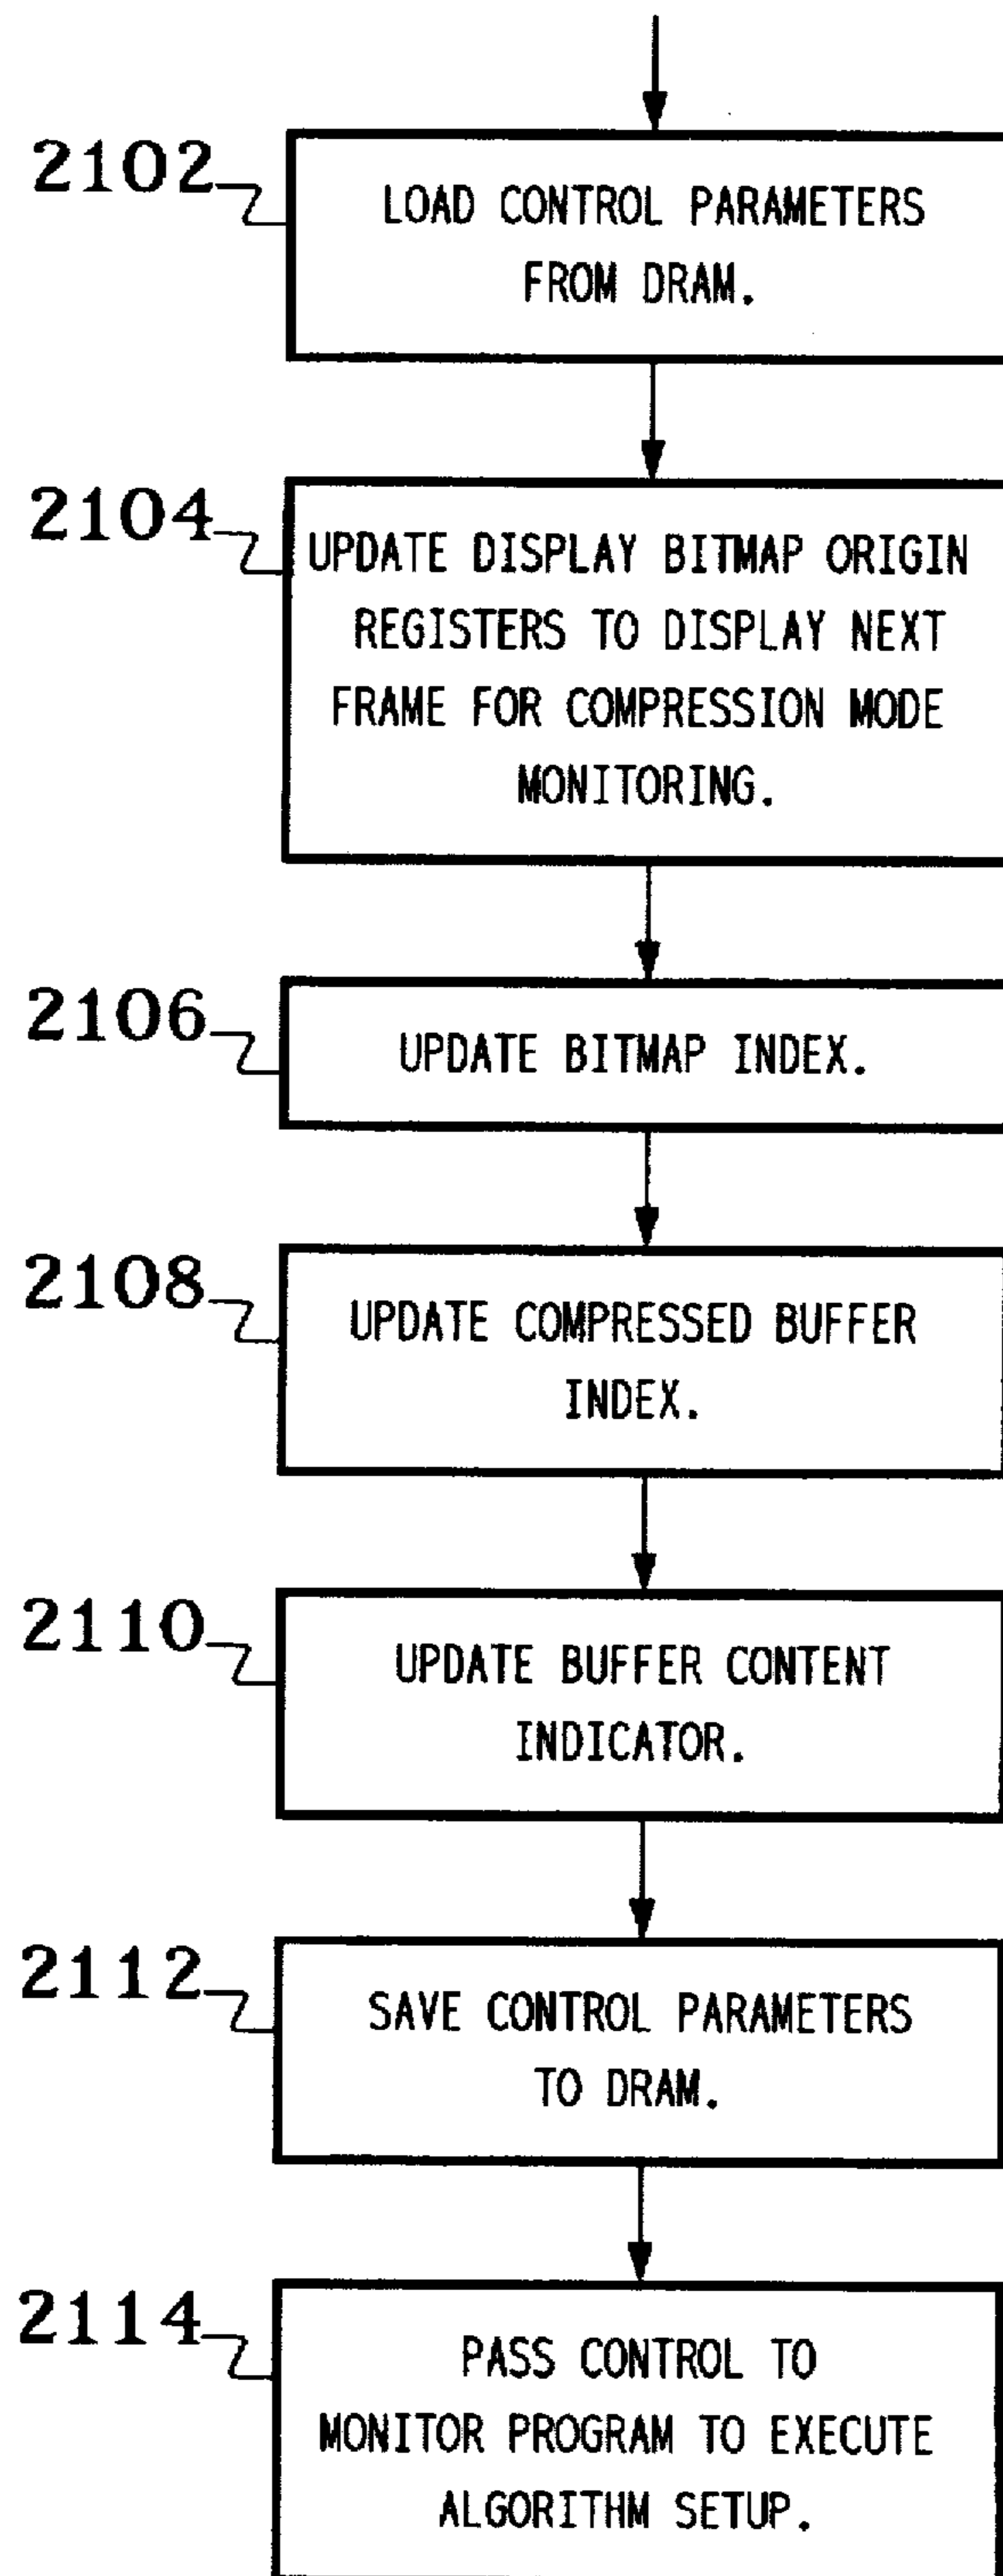 2102
LOAD CONTROL PARAMETERS
FROM DRAM.
2104
UPDATE DISPLAY BITMAP ORIGIN
REGISTERS TO DISPLAY NEXT
FRAME FOR COMPRESSION MODE
MONITORING.
2106
UPDATE BITMAP INDEX.
2108
UPDATE COMPRESSED BUFFER
INDEX.
2110
UPDATE BUFFER CONTENT
INDICATOR.
2112
SAVE CONTROL PARAMETERS
TO DRAM.
2114
PASS CONTROL TO
MONITOR PROGRAM TO EXECUTE
ALGORITHM SETUP.